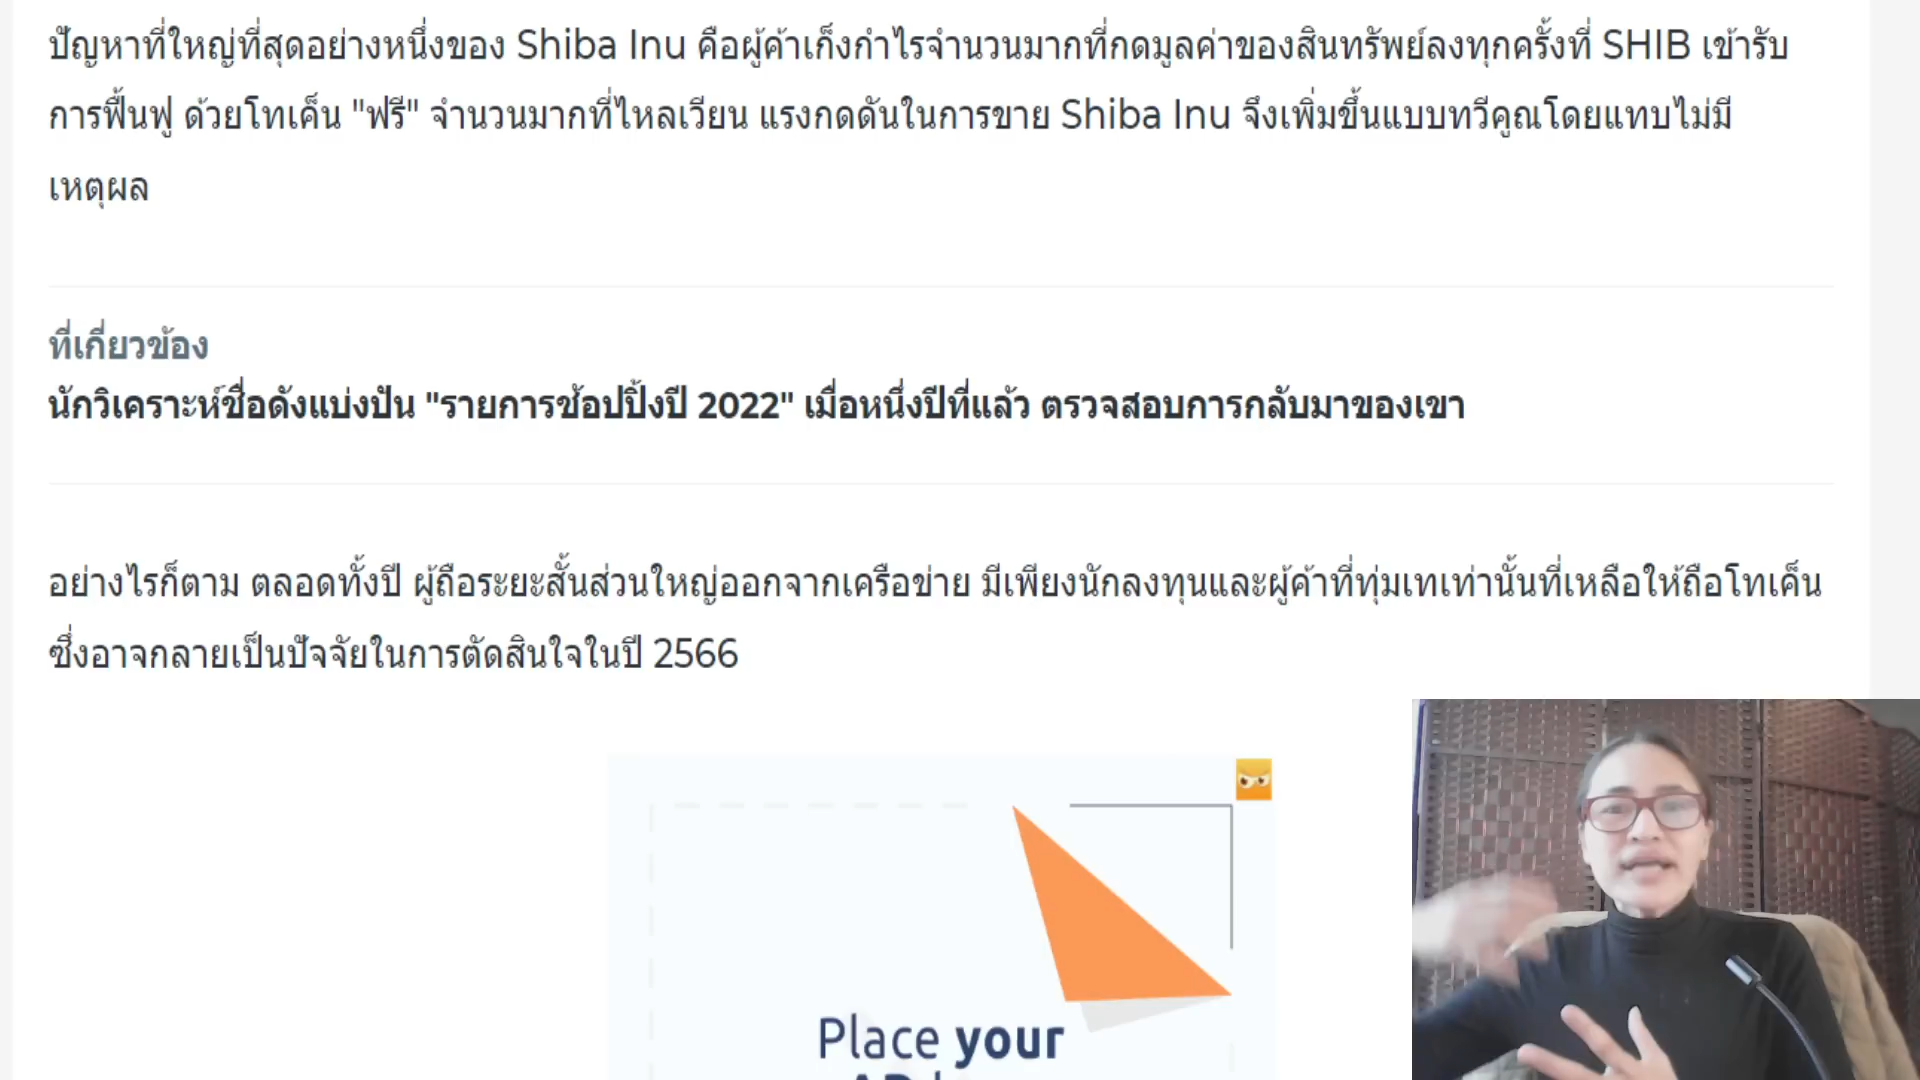 ปัญหาที่ใหญ่ที่สุดอย่างหนึ่งของ Shiba Inu คือผู้ค้าเก็งกำไรจำนวนมากที่กดมูลค่าของสินทรัพย์ลงทุกครั้งที่ SHIB เข้ารับ
การฟื้นฟู ด้วยโทเค็น "ฟรี" จำนวนมากที่ไหลเวียน แรงกดดันในการขาย Shiba Inu จึงเพิ่มขึ้นแบบทวีคูณโดยแทบไม่มี
เหตุผล
ที่เกี่ยวข้อง
นักวิเคราะห์ชื่อดังแบ่งปัน "รายการช้อปปิ้งปี 2022" เมื่อหนึ่งปีที่แล้ว ตรวจสอบการกลับมาของเขา
อย่างไรก็ตาม ตลอดทั้งปี ผู้ถือระยะสั้นส่วนใหญ่ออกจากเครือข่าย มีเพียงนักลงทุนและผู้ค้าที่ทุ่มเทเท่านั้นที่เหลือให้ถือโทเค็น
ซึ่งอาจกลายเป็นปัจจัยในการตัดสินใจในปี 2566
Place your